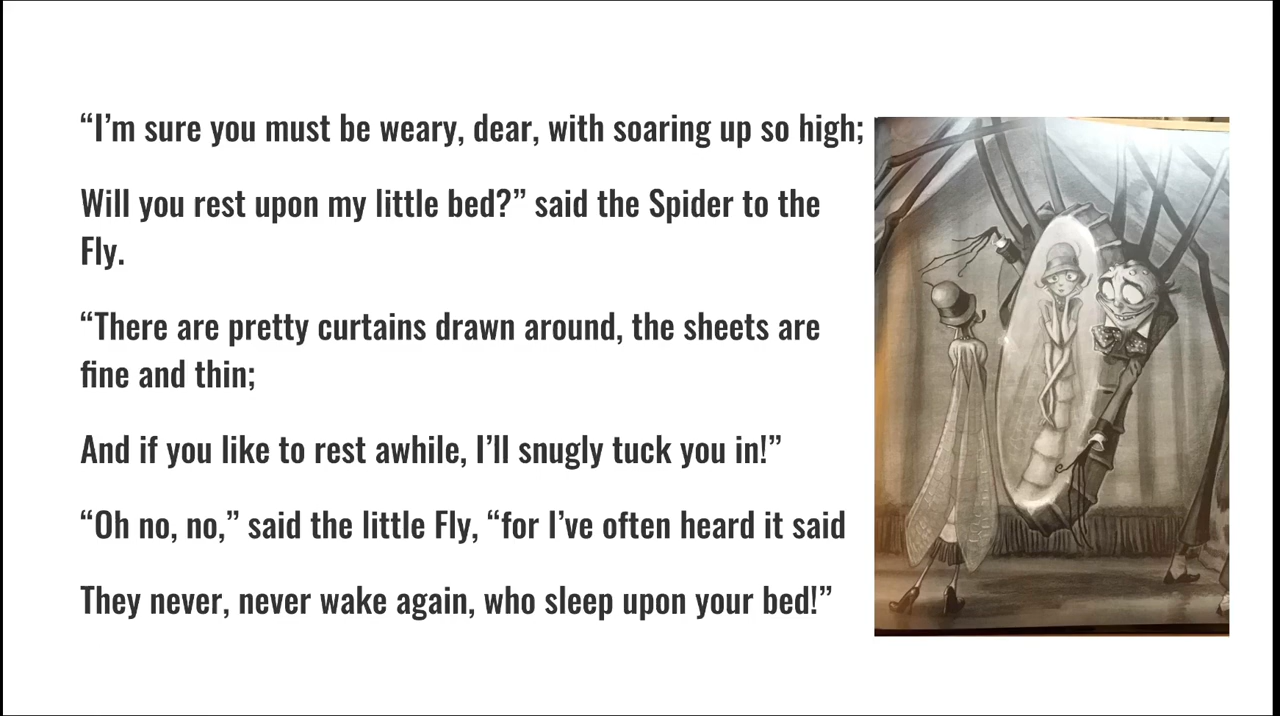 “I’m sure you must be weary, dear, with soaring up so high;
Will you rest upon my little bed?” said the Spider to the
Fly.
“There are pretty curtains drawn around, the sheets are
fine and thin;
And if you like to rest awhile, I’ll snugly tuck you in!”
“Oh no, no,” said the little Fly, “for I’ve often heard it said
They never, never wake again, who sleep upon your bed!”